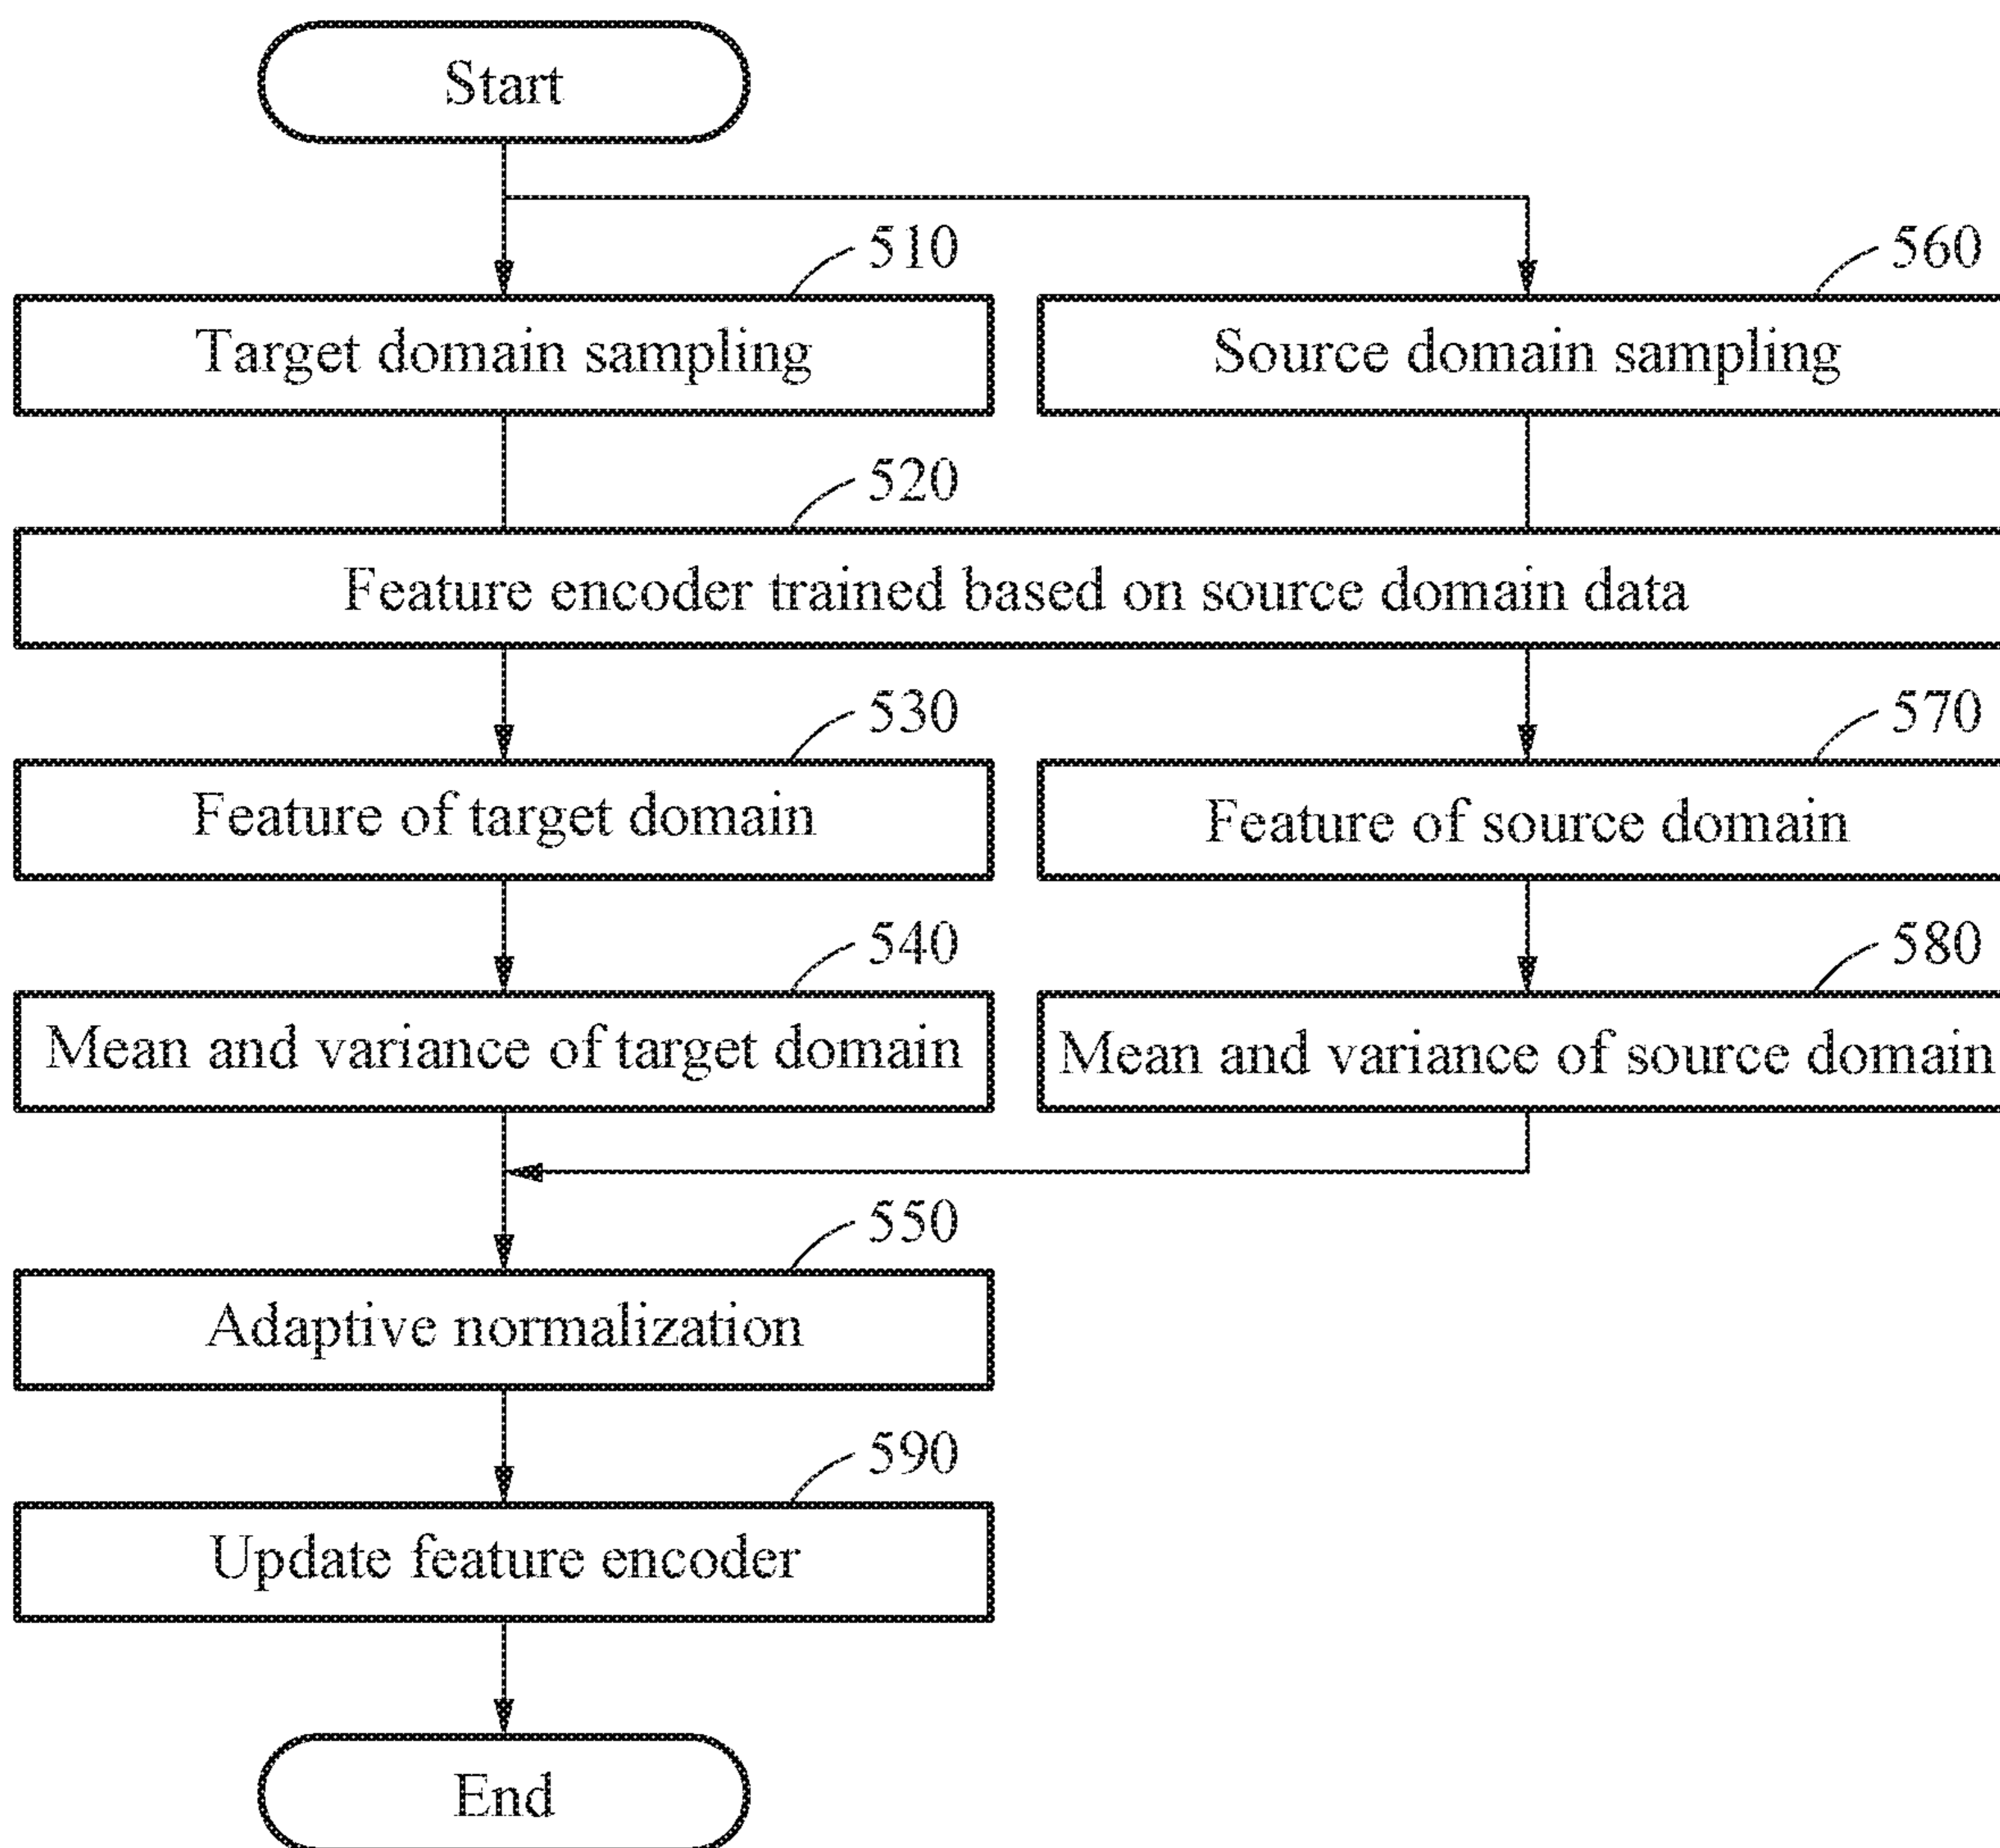 Start
510
560
Target domain sampling
Source domain sampling
520
Feature encoder trained based on source domain data
530
570
Feature of target domain
Feature of source domain
540
580
Mean and variance of target domain
Mean and variance of source domain
550
Adaptive normalization
590
Update feature encoder
End